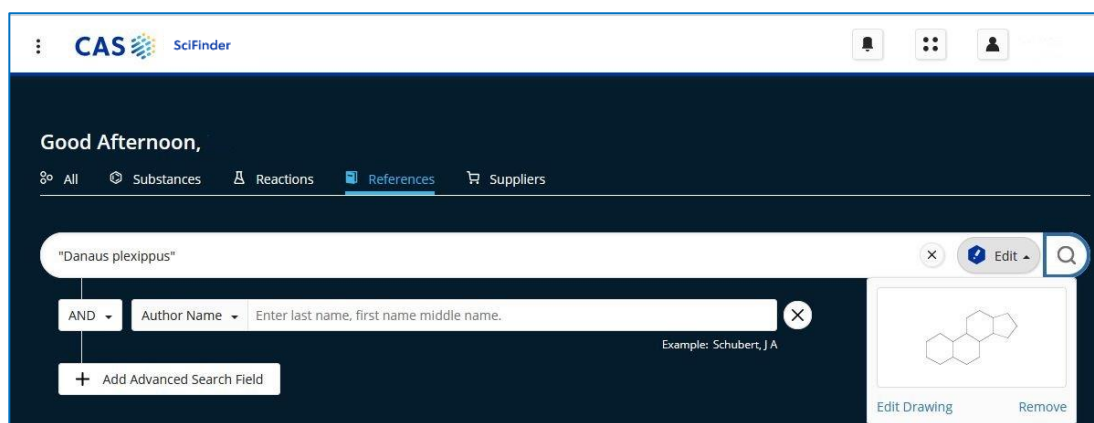 CAS SciFinder
Good Afternoon,
All Substances Reactions References Suppliers
"Danaus plexippus" Edit
AND Author Name Enter last name, first name middle name.
Example: Schubert, J A
Add Advanced Search Field
Edit Drawing Remove